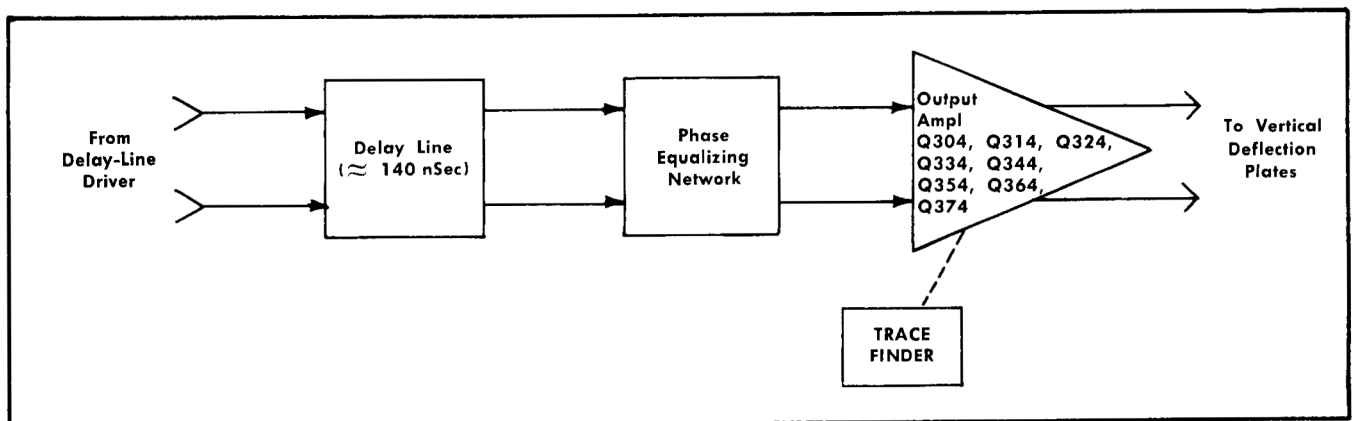 From
Delay-Line
Driver
Delay Line
(≈ 140 nSec)
Phase
Equalizing
Network
Output
Ampl
Q304, Q314, Q324,
Q334, Q344,
Q354, Q364,
Q374
To Vertical
Deflection
Plates
TRACE
FINDER